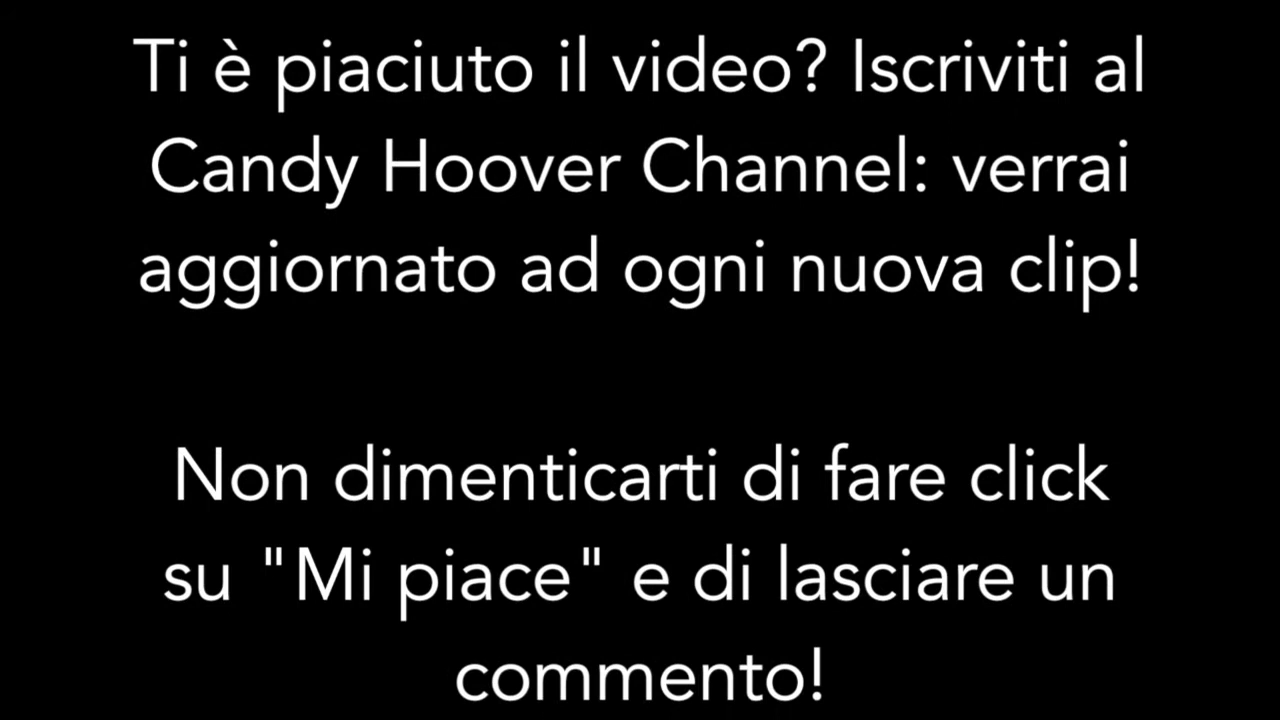 Ti è piaciuto il video? Iscriviti al
Candy Hoover Channel: verrai
aggiornato ad ogni nuova clip!
Non dimenticarti di fare click
su "Mi piace" e di lasciare un
commento!